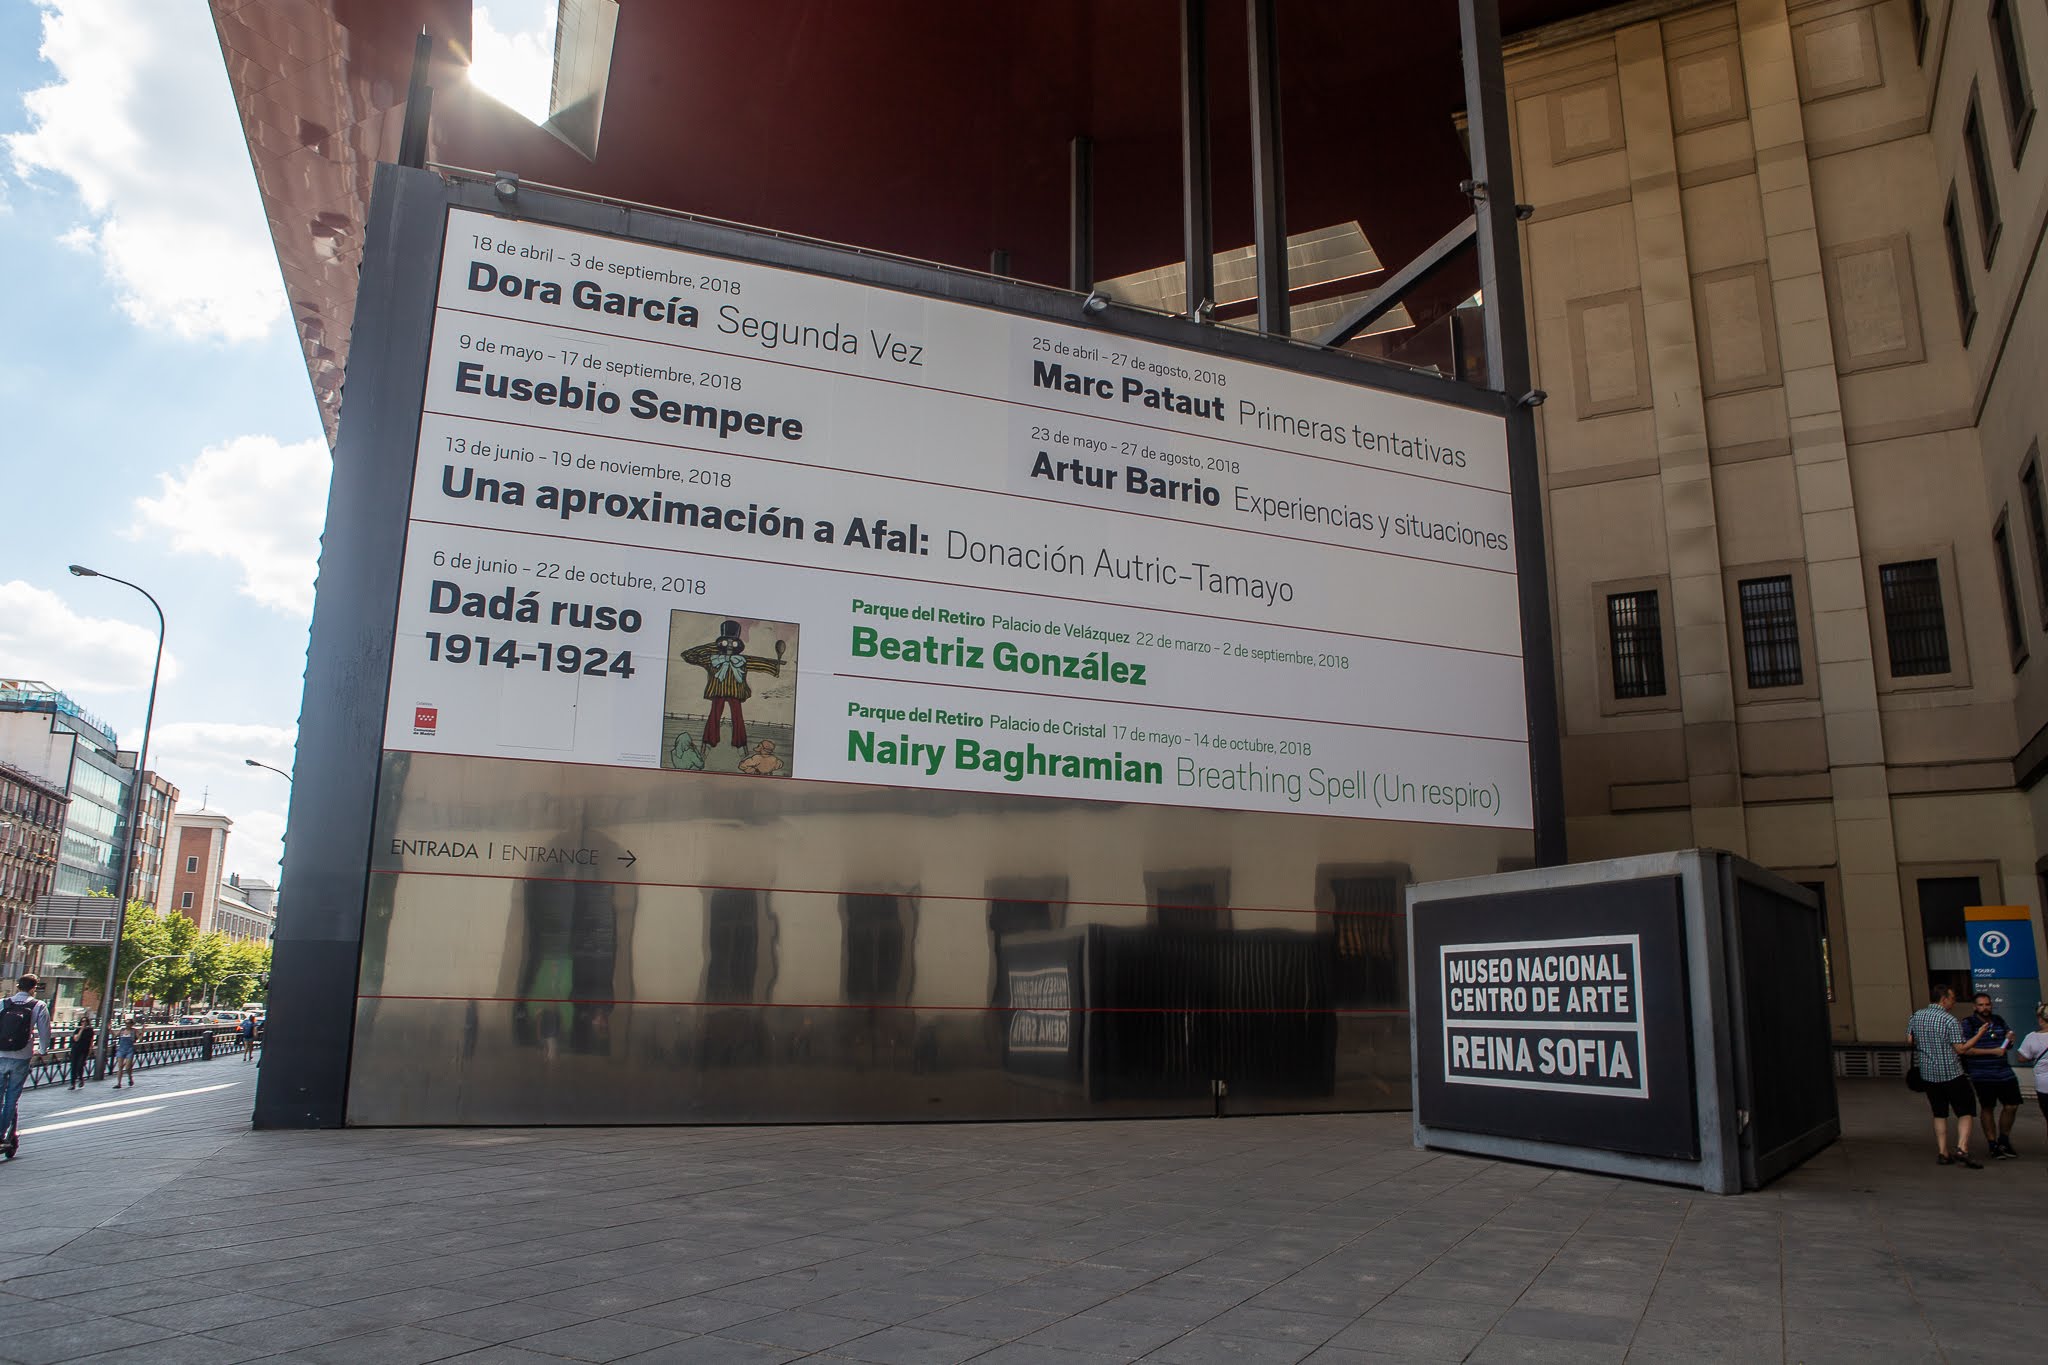 18 de abril – 3 de septiembre, 2018
Dora García Segunda Vez
9 de mayo – 17 de septiembre, 2018
Eusebio Sempere
25 de abril – 27 de agosto, 2018
Marc Pataut Primeras tentativas
23 de mayo – 27 de agosto, 2018
Artur Barrio Experiencias y situaciones
13 de junio – 19 de noviembre, 2018
Una aproximación a Afal: Donación Autric-Tamayo
6 de junio – 22 de octubre, 2018
Dadá ruso
1914-1924
Comunidad
de Madrid
Parque del Retiro Palacio de Velázquez 22 de marzo – 2 de septiembre, 2018
Beatriz González
Parque del Retiro Palacio de Cristal 17 de mayo – 14 de octubre, 2018
Nairy Baghramian Breathing Spell (Un respiro)
ENTRADA | ENTRANCE →
MUSEO NACIONAL
CENTRO DE ARTE
REINA SOFIA
?